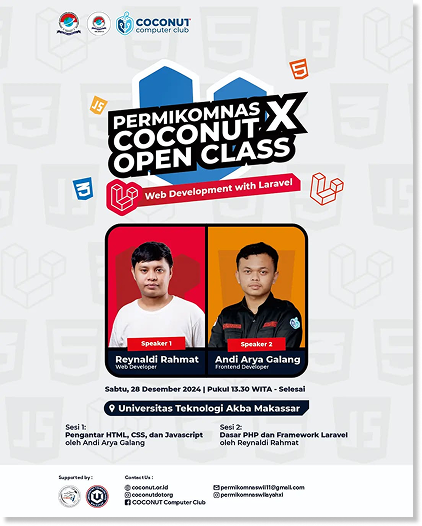 COCONUT
computer club
PERMIKOMNAS X
COCONUT
OPEN CLASS
Web Development with Laravel
Speaker 1
Speaker 2
Reynaldi Rahmat
Web Developer
Andi Arya Galang
Frontend Developer
Sabtu, 28 Desember 2024 | Pukul 13.30 WITA - Selesai
Universitas Teknologi Akba Makassar
Sesi 1:
Pengantar HTML, CSS, dan Javascript
oleh Andi Arya Galang
Sesi 2:
Dasar PHP dan Framework Laravel
oleh Reynaldi Rahmat
Supported by :
Contact Us :
coconut.or.id
coconutdotorg
COCONUT Computer Club
permikomnaswil11@gmail.com
permikomnaswilayahxi